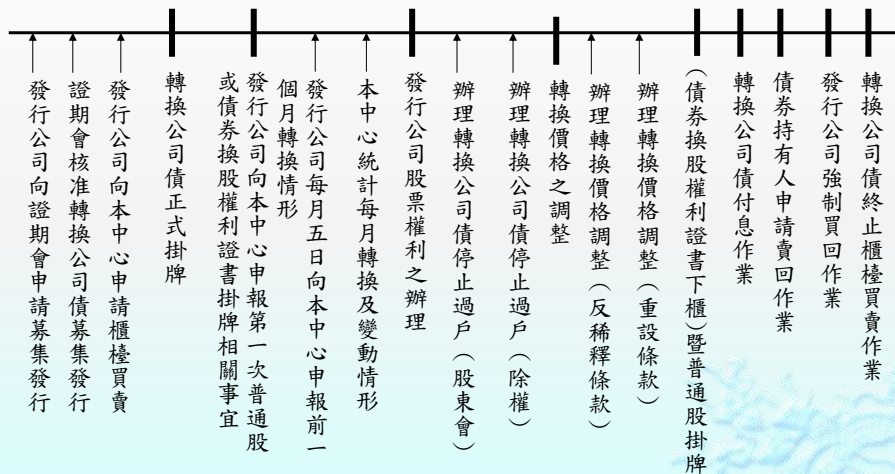 發行公司向證期會申請募集發行
證期會核准轉換公司債募集發行
發行公司向本中心申請櫃檯買賣
轉換公司債正式掛牌
發行公司向本中心申報第一次普通股
或債券換股權利證書掛牌相關事宜
發行公司每月五日向本中心申報前一
個月轉換情形
本中心統計每月轉換及變動情形
發行公司股票權利之辦理
辦理轉換公司債停止過戶（股東會）
辦理轉換公司債停止過戶（除權）
轉換價格之調整
辦理轉換價格調整（反稀釋條款）
辦理轉換價格調整（重設條款）
（債券換股權利證書下櫃）暨普通股掛牌
轉換公司債付息作業
債券持有人申請賣回作業
發行公司強制買回作業
轉換公司債終止櫃檯買賣作業